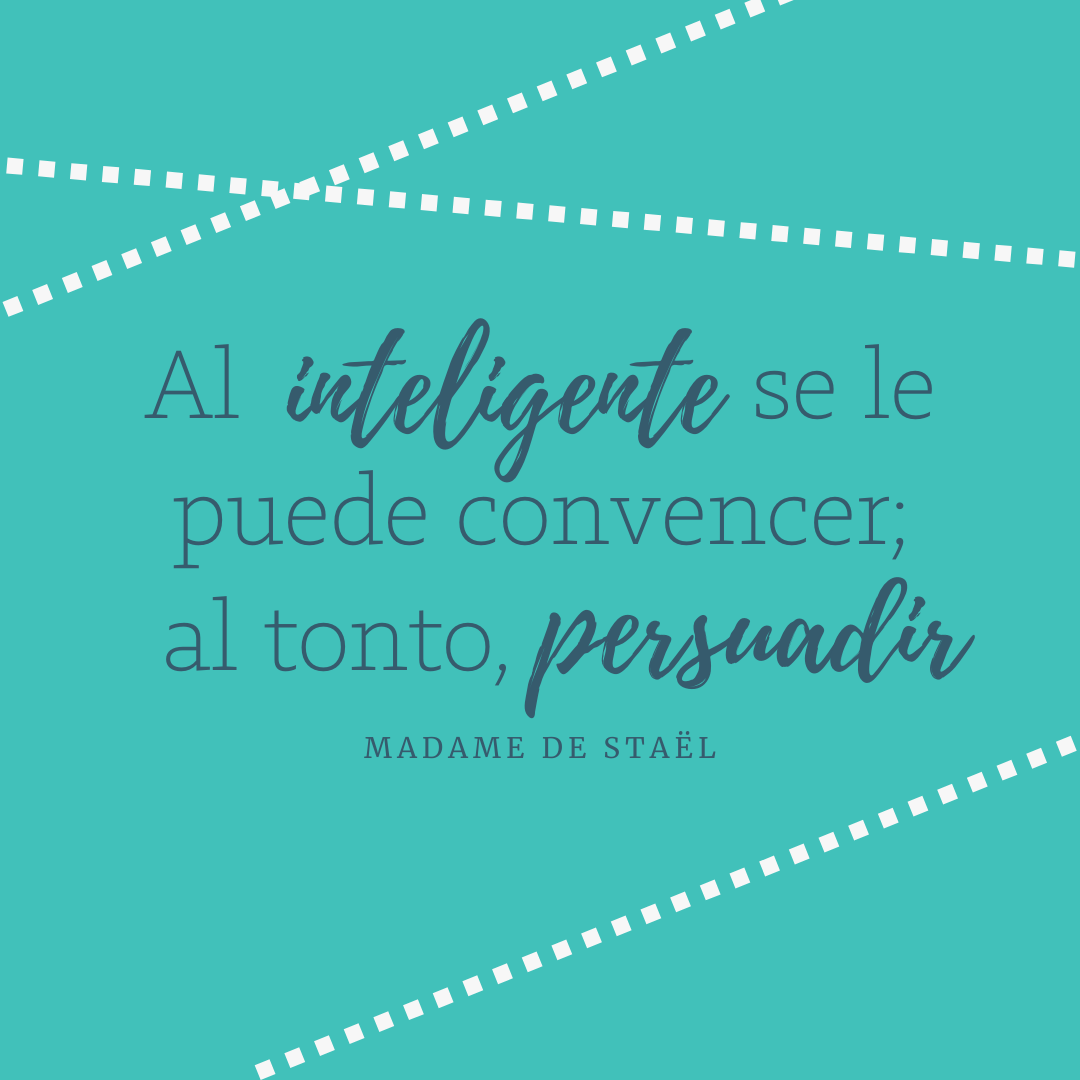 Al inteligente se le
puede convencer;
al tonto, persuadir
MADAME DE STAËL